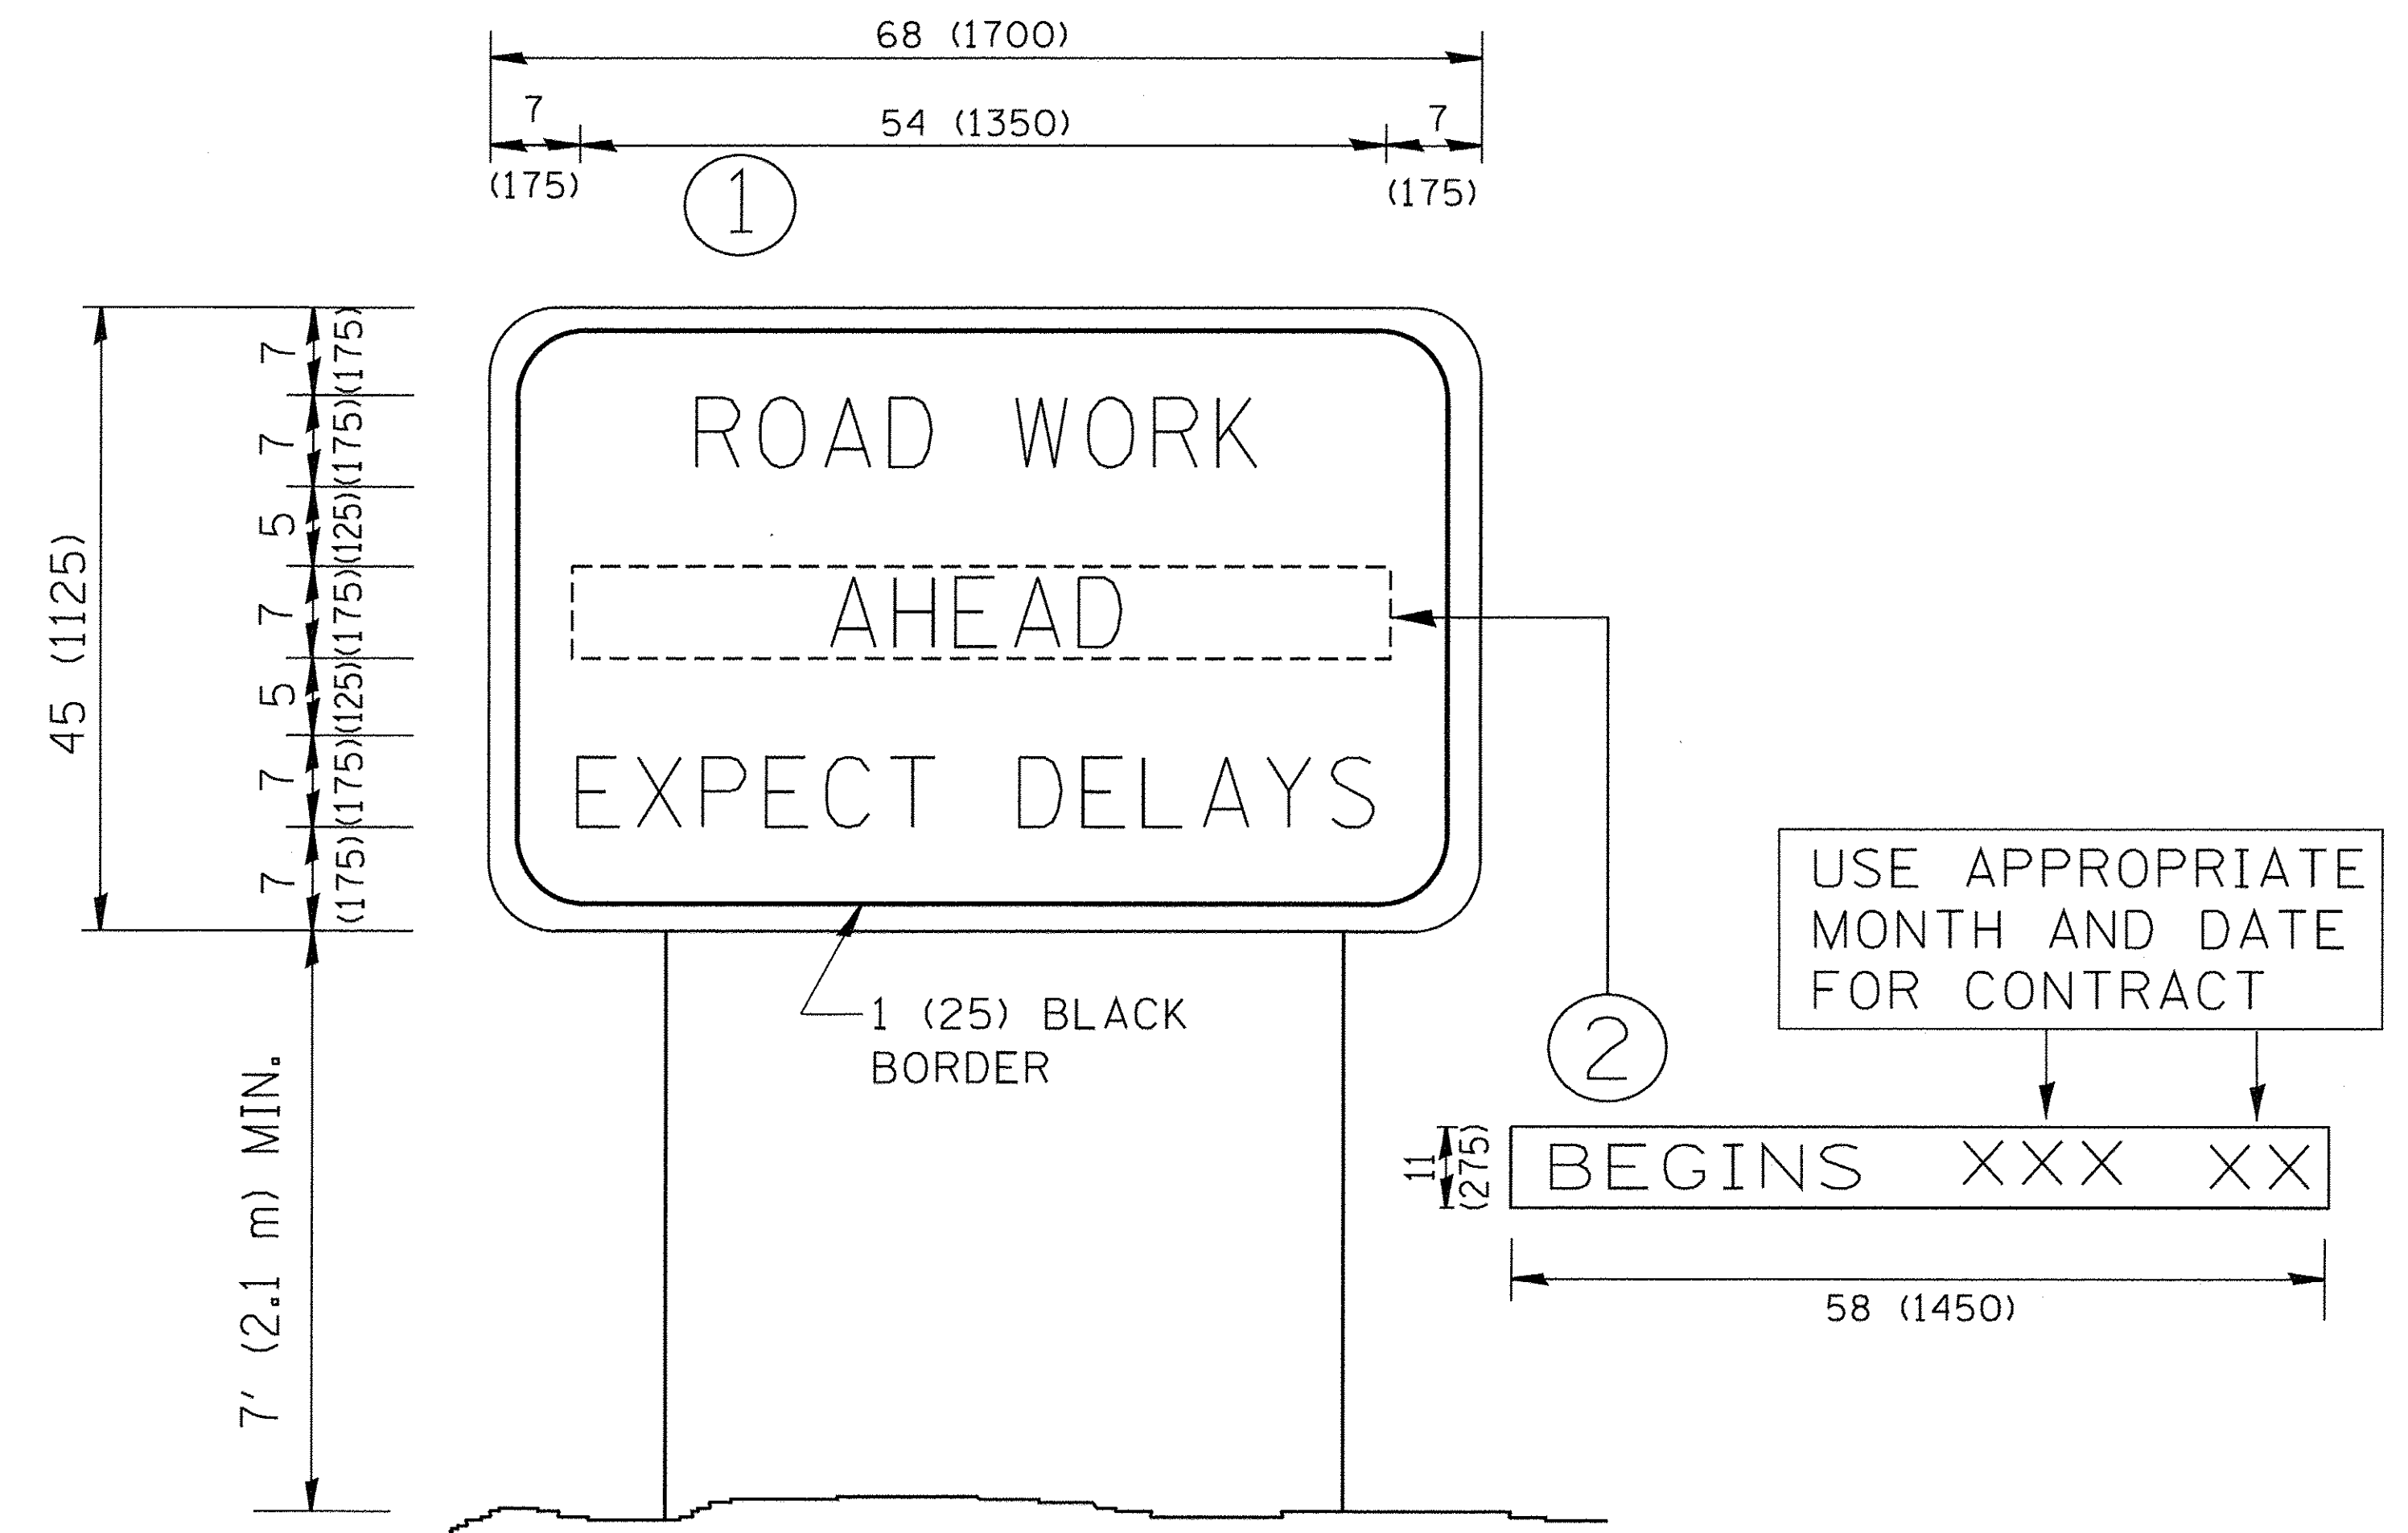 68 (1700)
7
54 (1350)
7
(175)
(175)
1
45 (1125)
7
(175)
7
(175)
5
(125)
7
(175)
5
(125)
7
(175)
7
(175)
7' (2.1 m) MIN.
ROAD WORK
AHEAD
EXPECT DELAYS
1 (25) BLACK
BORDER
USE APPROPRIATE
MONTH AND DATE
FOR CONTRACT
2
11
(275)
BEGINS XXX XX
58 (1450)